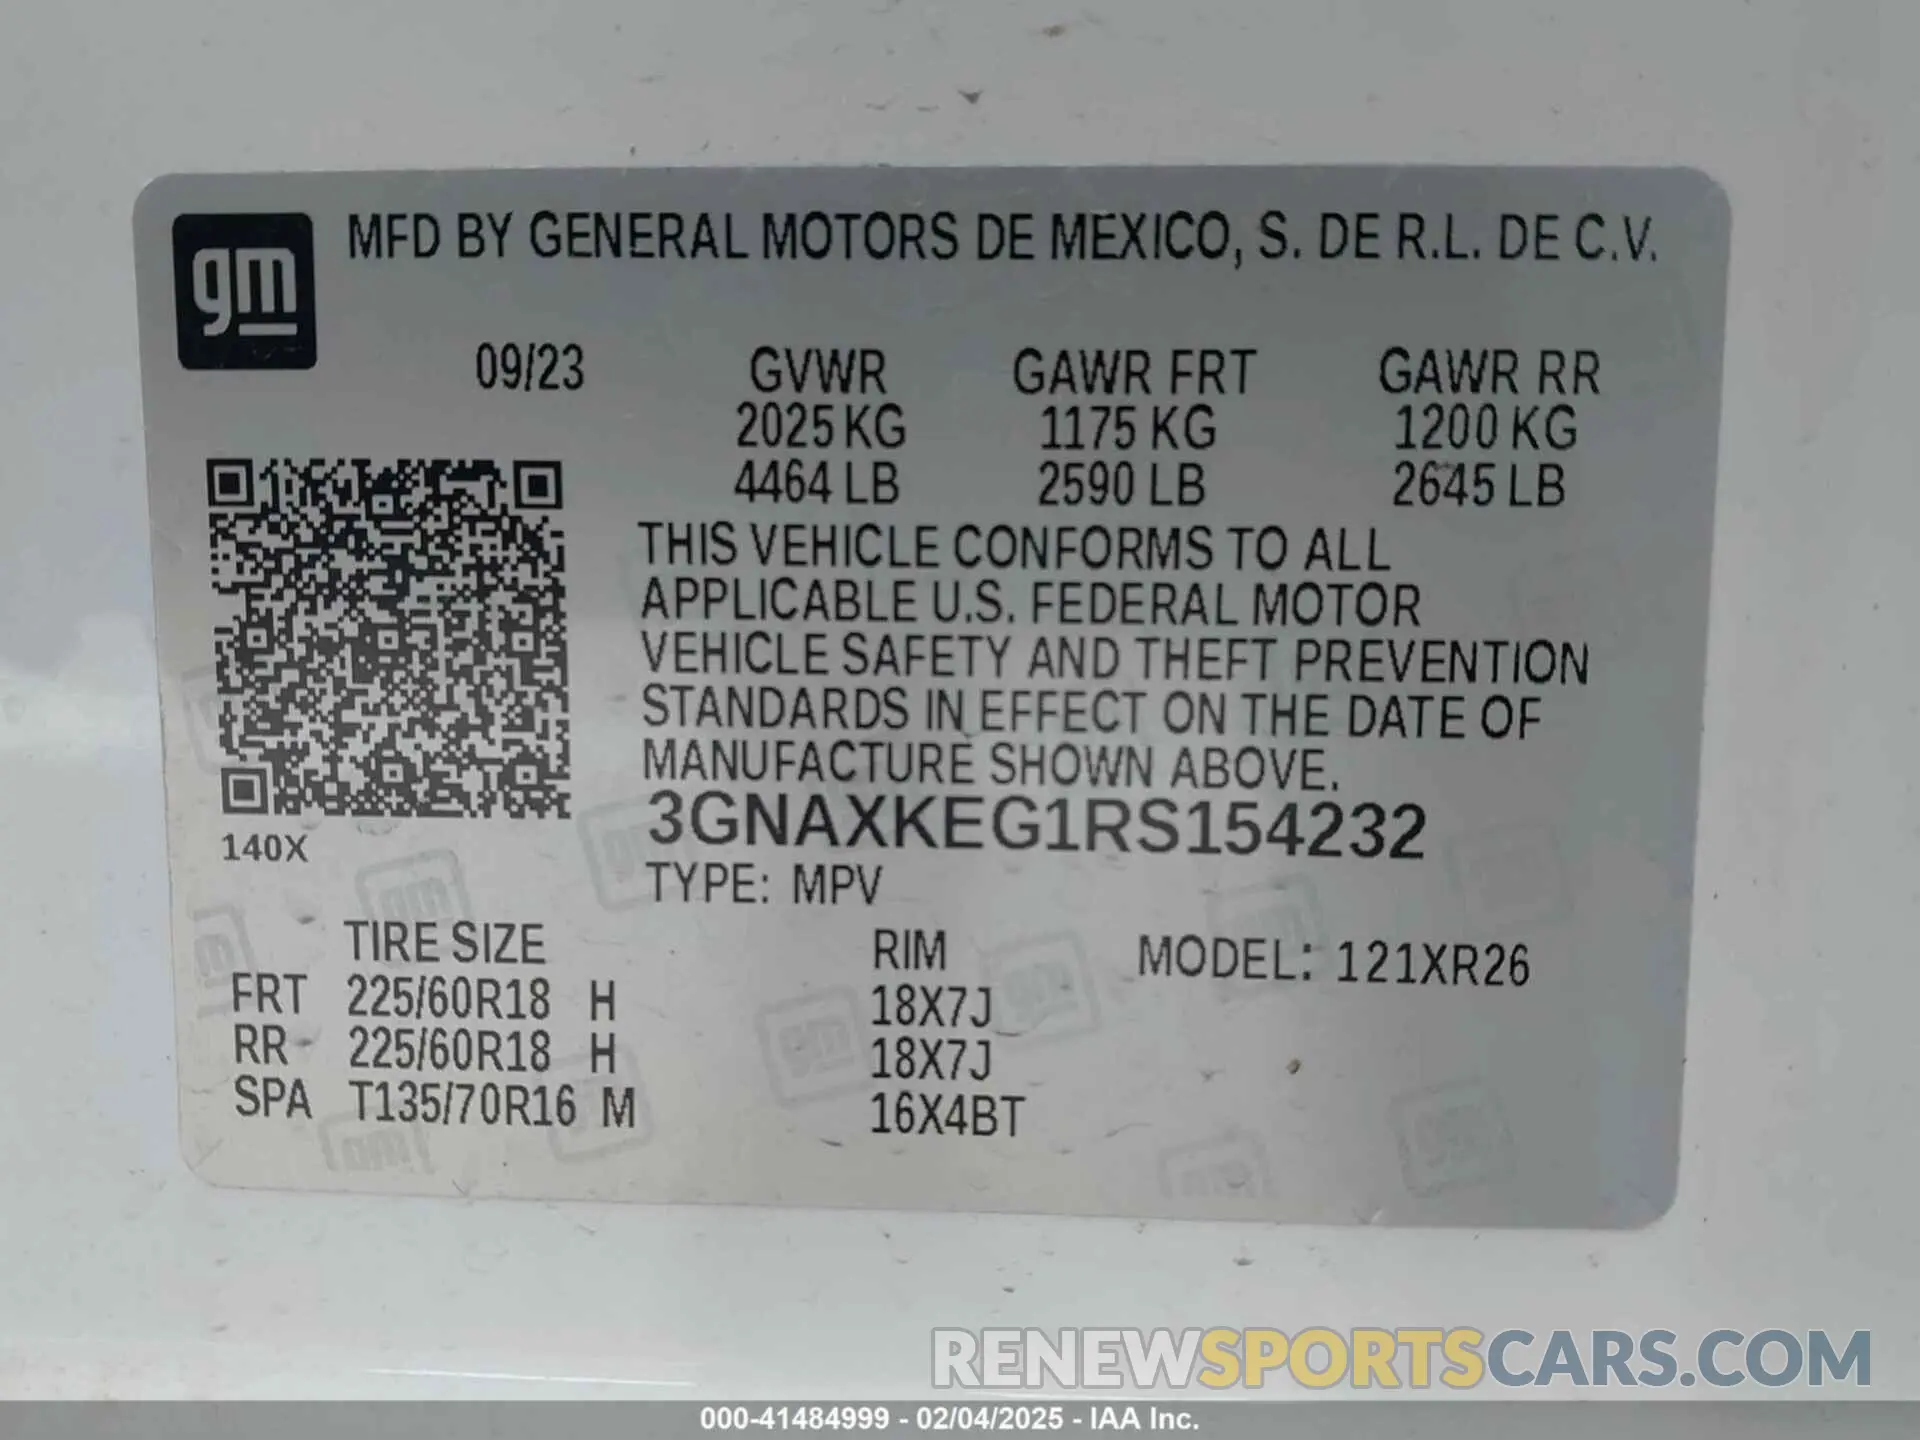 gm
MFD BY GENERAL MOTORS DE MEXICO, S. DE R.L. DE C.V.
09/23 GVWR GAWR FRT GAWR RR
2025 KG 1175 KG 1200 KG
4464 LB 2590 LB 2645 LB
THIS VEHICLE CONFORMS TO ALL
APPLICABLE U.S. FEDERAL MOTOR
VEHICLE SAFETY AND THEFT PREVENTION
STANDARDS IN EFFECT ON THE DATE OF
MANUFACTURE SHOWN ABOVE.
3GNAXKEG1RS154232
140X
TYPE: MPV
TIRE SIZE RIM MODEL: 121XR26
FRT 225/60R18 H 18X7J
RR 225/60R18 H 18X7J
SPA T135/70R16 M 16X4BT
RENEWSPORTSCARS.COM
000-41484999 - 02/04/2025 - IAA Inc.